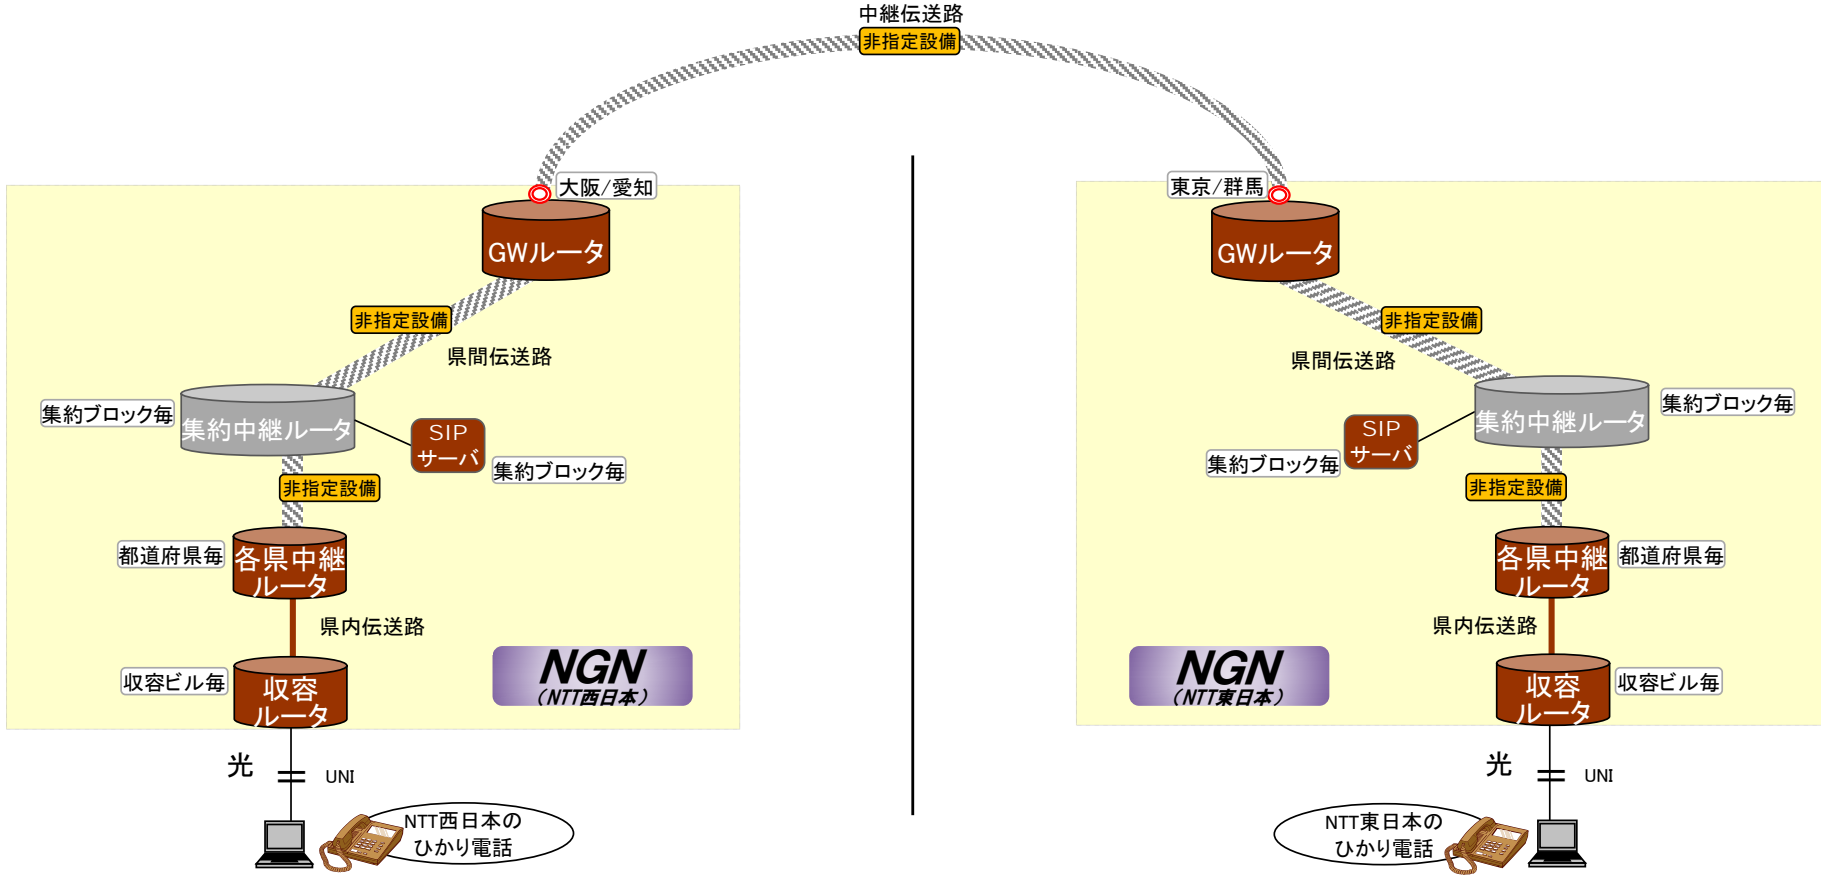 中継伝送路
非指定設備
大阪/愛知
GWルータ
非指定設備
県間伝送路
集約ブロック毎
集約中継ルータ
SIP
サーバ
集約ブロック毎
非指定設備
都道府県毎
各県中継
ルータ
県内伝送路
収容ビル毎
収容
ルータ
NGN
(NTT西日本)
光
UNI
NTT西日本の
ひかり電話
東京/群馬
GWルータ
非指定設備
県間伝送路
集約中継ルータ
集約ブロック毎
SIP
サーバ
集約ブロック毎
非指定設備
各県中継
ルータ
都道府県毎
県内伝送路
NGN
(NTT東日本)
収容
ルータ
収容ビル毎
光
UNI
NTT東日本の
ひかり電話